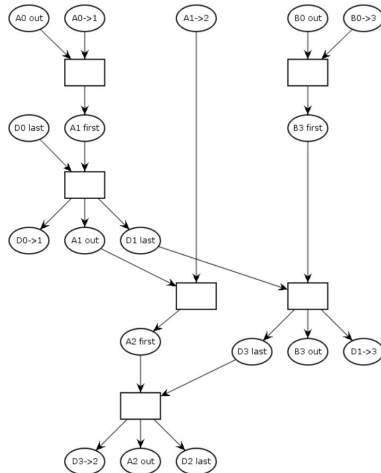 A0 out
A0->1
A1->2
B0 out
B0->3
D0 last
A1 first
B3 first
D0->1
A1 out
D1 last
A2 first
D3 last
B3 out
D1->3
D3->2
A2 out
D2 last